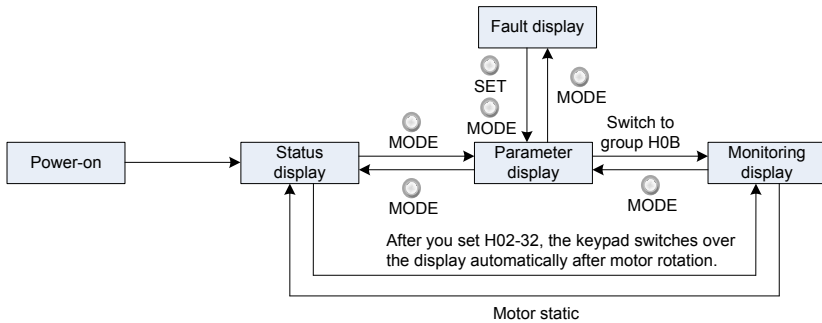 Fault display
SET
MODE
MODE
MODE
Switch to
group H0B
Power-on
Status
display
Parameter
display
Monitoring
display
MODE
MODE
After you set H02-32, the keypad switches over
the display automatically after motor rotation.
Motor static